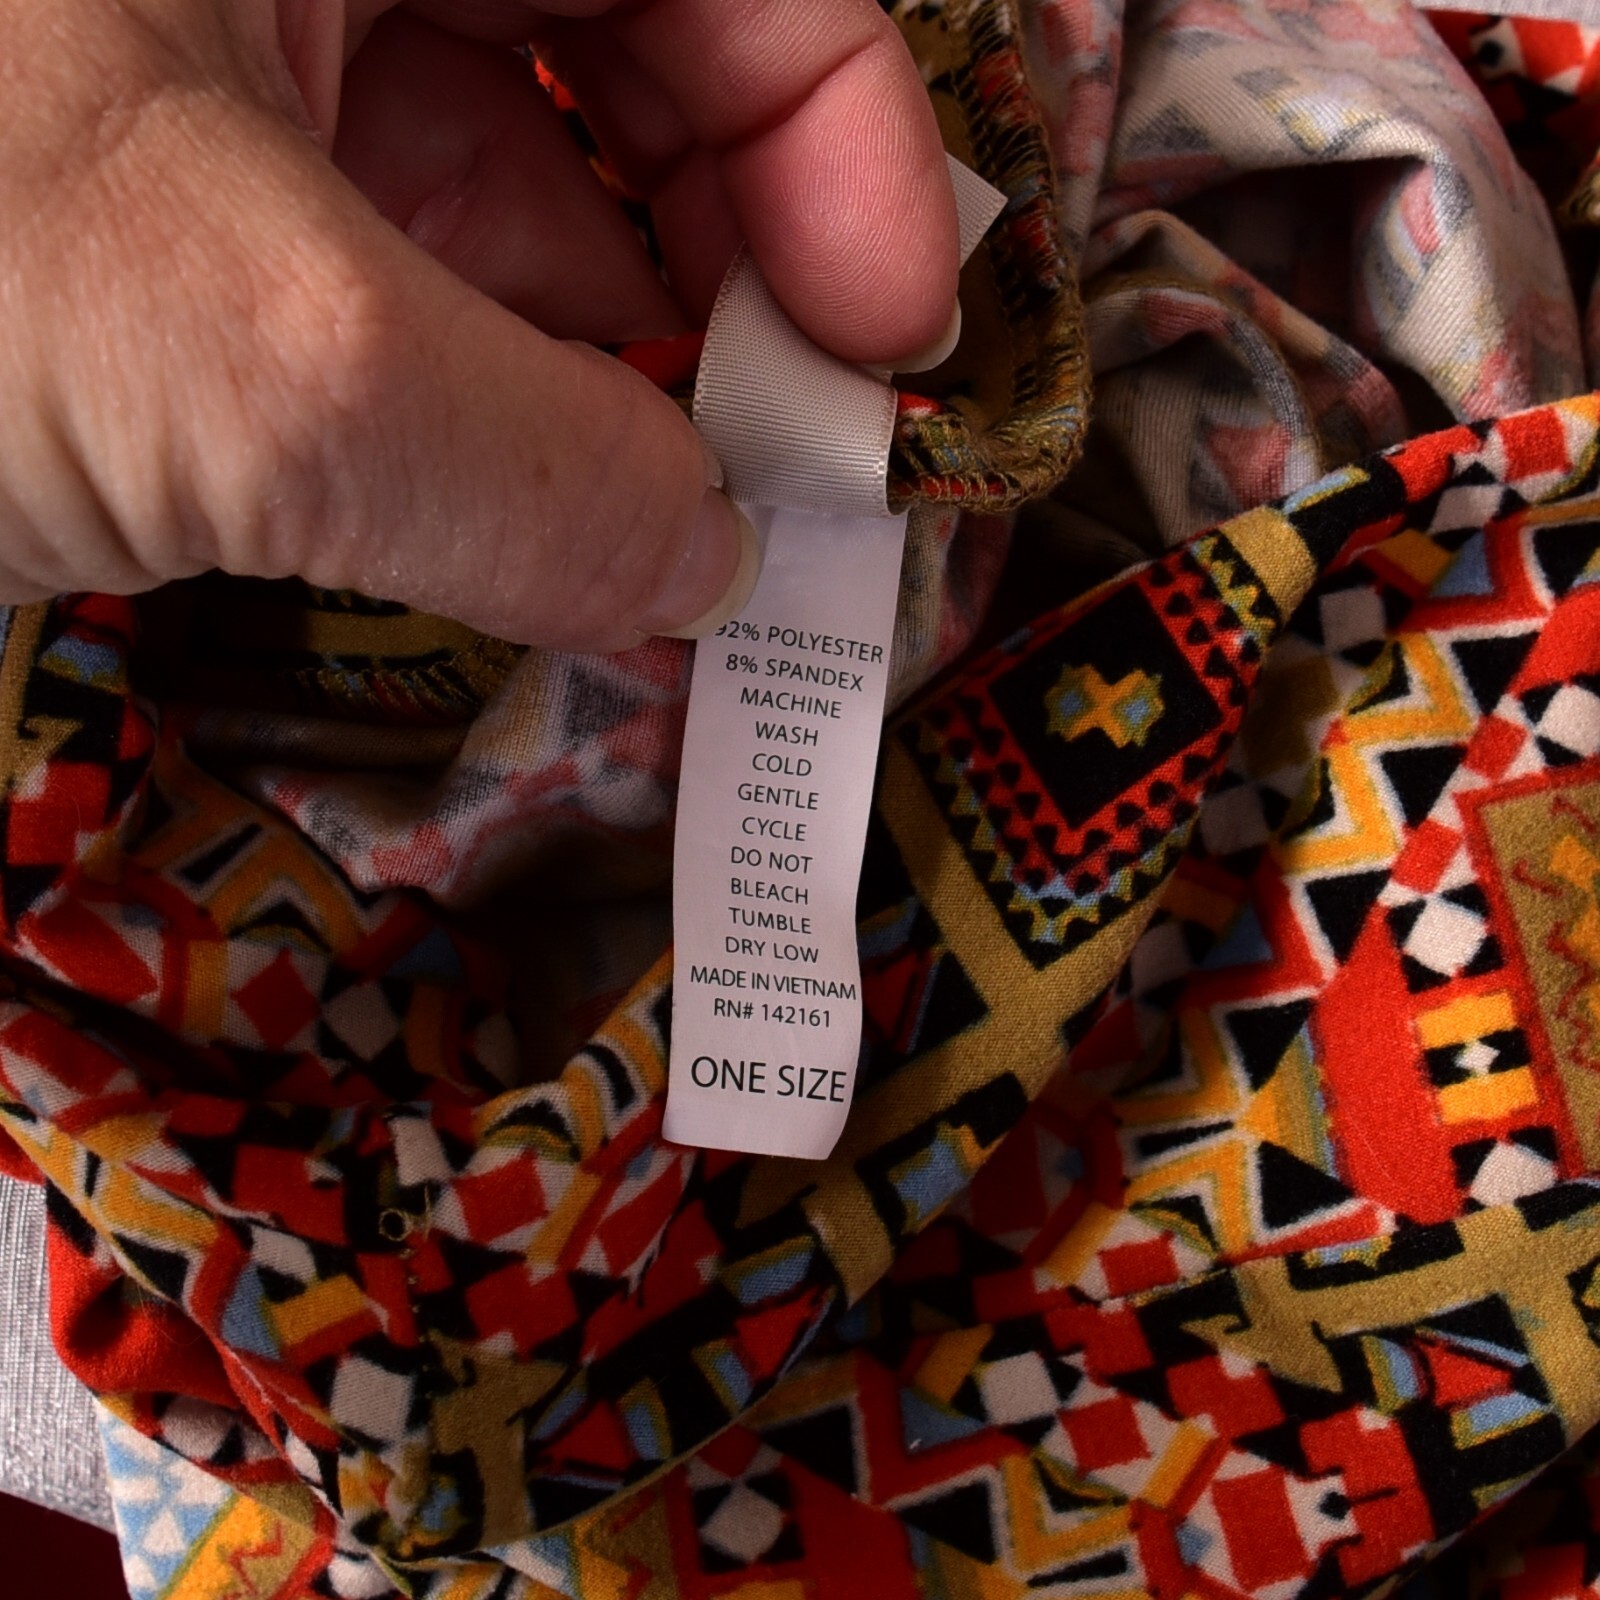 92% POLYESTER
8% SPANDEX
MACHINE
WASH
COLD
GENTLE
CYCLE
DO NOT
BLEACH
TUMBLE
DRY LOW
MADE IN VIETNAM
RN# 142161
ONE SIZE